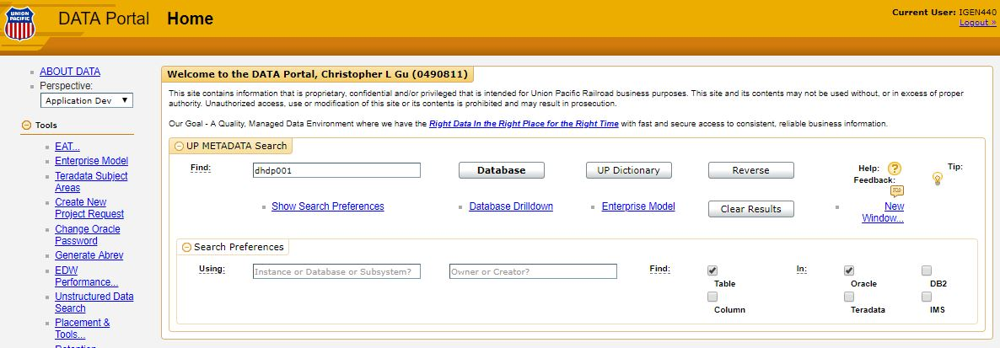 UNION
PACIFIC
DATA Portal Home
Current User: IGEN440
Logout »
ABOUT DATA
Perspective:
Application Dev
Tools
EAT...
Enterprise Model
Teradata Subject
Areas
Create New
Project Request
Change Oracle
Password
Generate Abrev
EDW
Performance...
Unstructured Data
Search
Placement &
Tools...
Retention
Welcome to the DATA Portal, Christopher L Gu (0490811)
This site contains information that is proprietary, confidential and/or privileged that is intended for Union Pacific Railroad business purposes. This site and its contents may not be used without, or in excess of proper
authority. Unauthorized access, use or modification of this site or its contents is prohibited and may result in prosecution.
Our Goal - A Quality, Managed Data Environment where we have the Right Data In the Right Place for the Right Time with fast and secure access to consistent, reliable business information.
UP METADATA Search
Find: dhdp001 Database UP Dictionary Reverse Help: ? Tip:
Feedback:
Show Search Preferences Database Drilldown Enterprise Model Clear Results New
Window...
Search Preferences
Using: Instance or Database or Subsystem? Owner or Creator? Find: In:
Table Oracle DB2
Column Teradata IMS